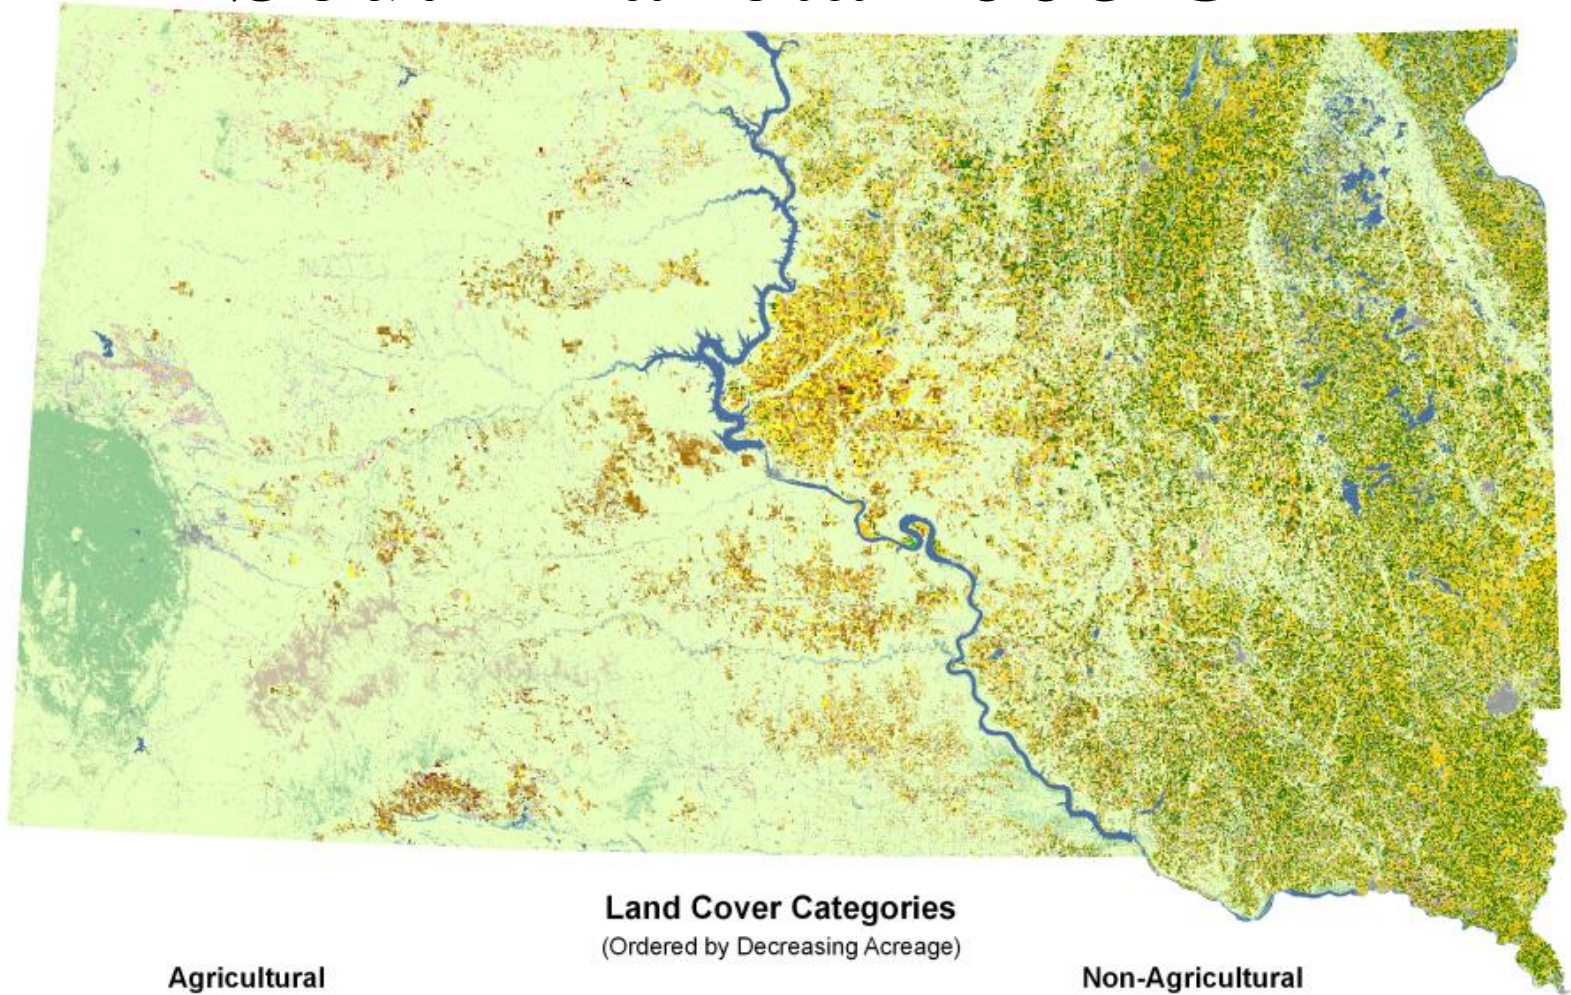 Land Cover Categories
(Ordered by Decreasing Acreage)
Agricultural
Non-Agricultural